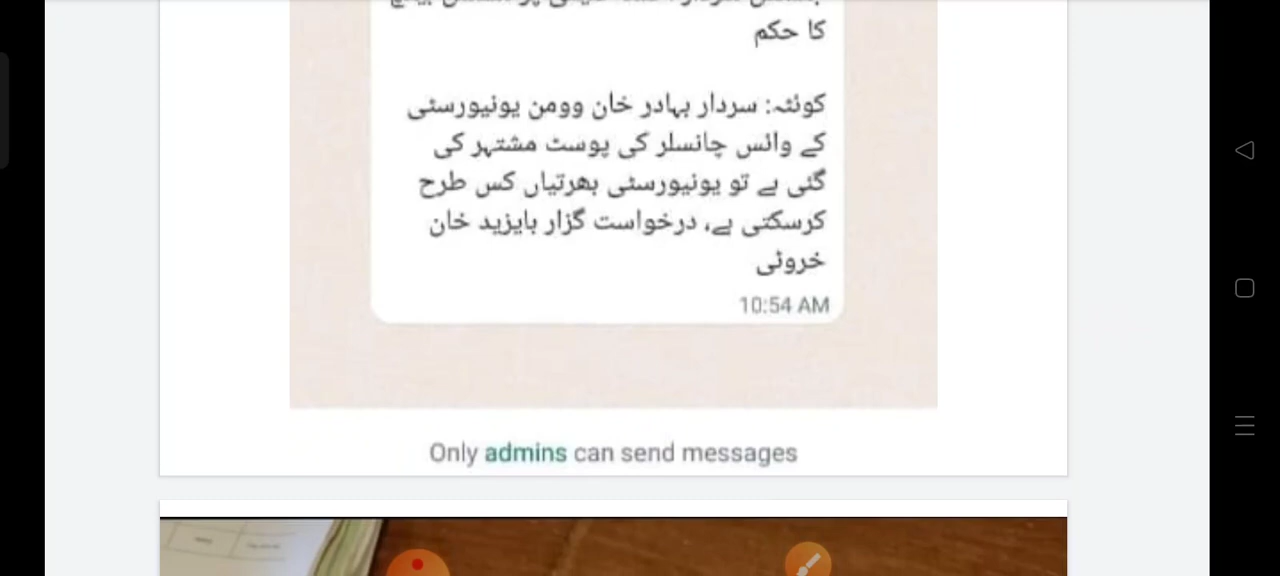 کا حکم
کوئٹہ: سردار بہادر خان وومن یونیورسٹی
کے وائس چانسلر کی پوسٹ مشتہر کی
گئی ہے تو یونیورسٹی بھرتیاں کس طرح
کرسکتی ہے، درخواست گزار بایزید خان
خروٹی
10:54 AM
Only admins can send messages